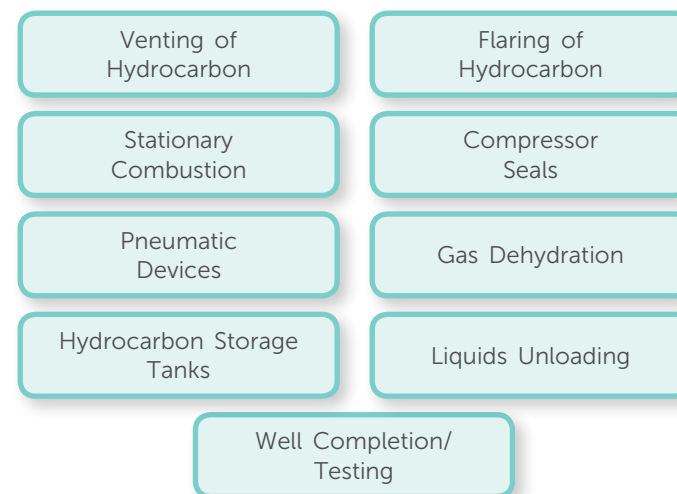 Venting of
Hydrocarbon
Flaring of
Hydrocarbon
Stationary
Combustion
Compressor
Seals
Pneumatic
Devices
Gas Dehydration
Hydrocarbon Storage
Tanks
Liquids Unloading
Well Completion/
Testing